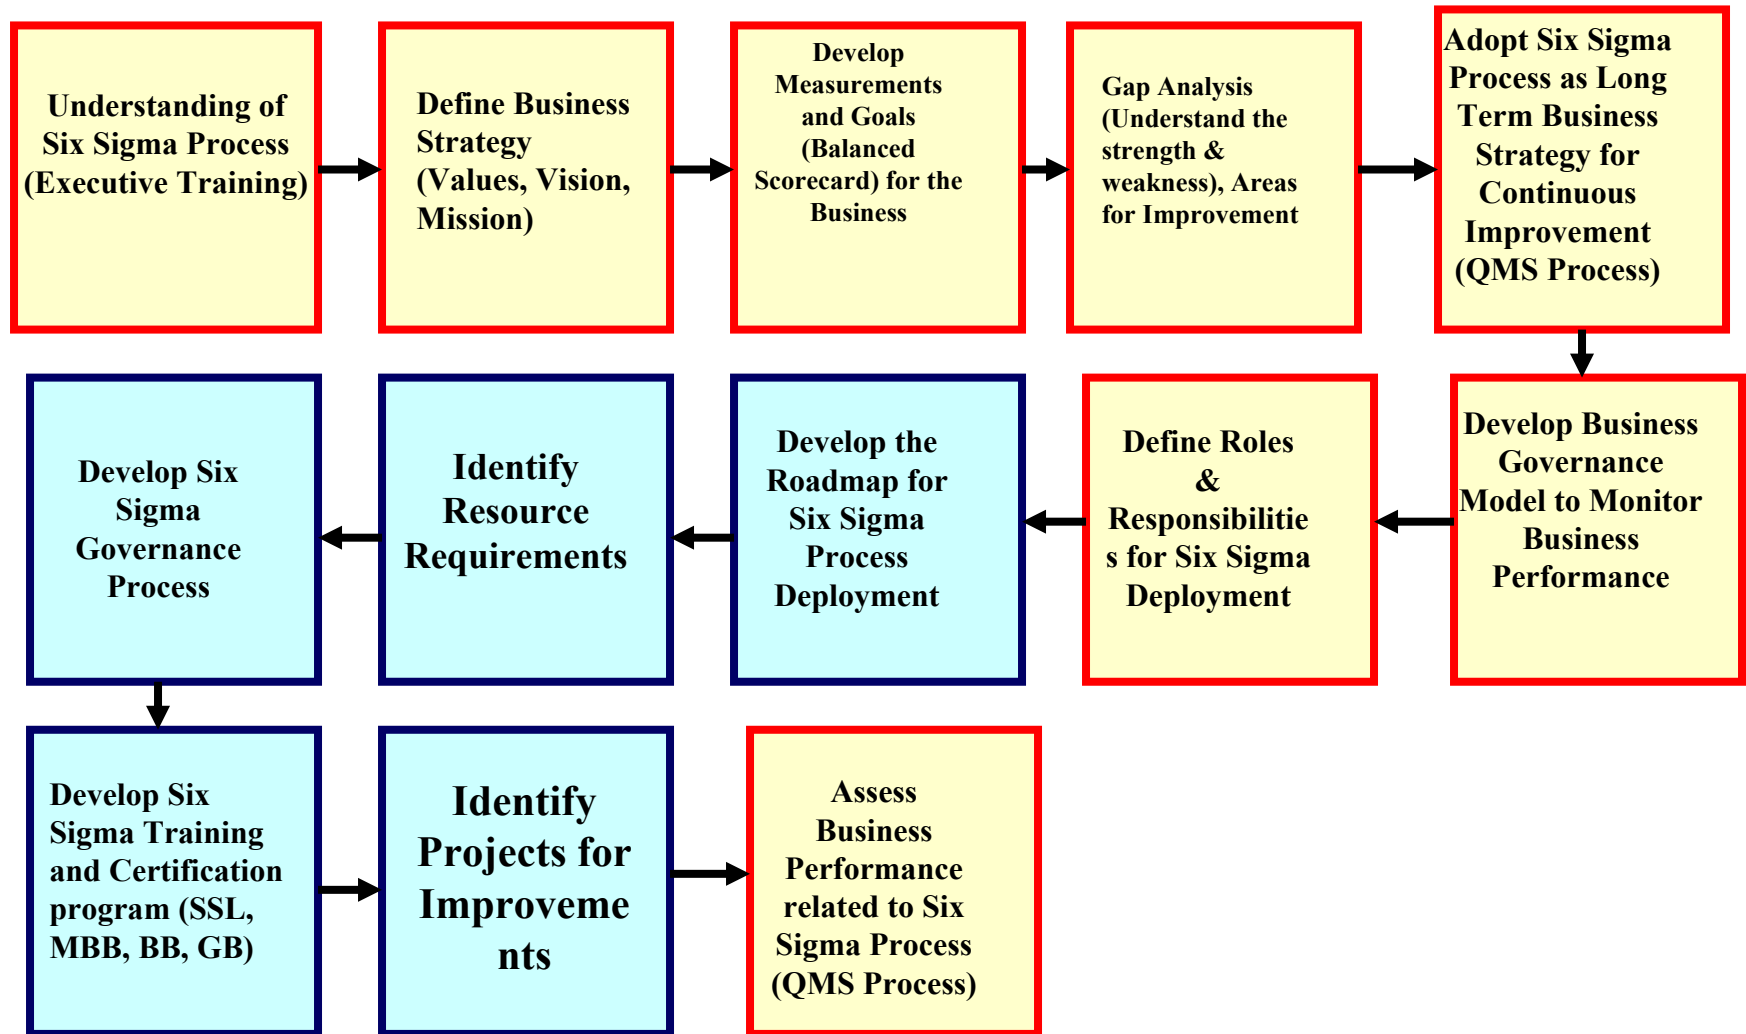 Understanding of
Six Sigma Process
(Executive Training)
Define Business
Strategy
(Values, Vision,
Mission)
Develop
Measurements
and Goals
(Balanced
Scorecard) for the
Business
Gap Analysis
(Understand the
strength &
weakness), Areas
for Improvement
Adopt Six Sigma
Process as Long
Term Business
Strategy for
Continuous
Improvement
(QMS Process)
Develop Business
Governance
Model to Monitor
Business
Performance
Define Roles
&
Responsibilitie
s for Six Sigma
Deployment
Develop the
Roadmap for
Six Sigma
Process
Deployment
Identify
Resource
Requirements
Develop Six
Sigma
Governance
Process
Develop Six
Sigma Training
and Certification
program (SSL,
MBB, BB, GB)
Identify
Projects for
Improveme
nts
Assess
Business
Performance
related to Six
Sigma Process
(QMS Process)